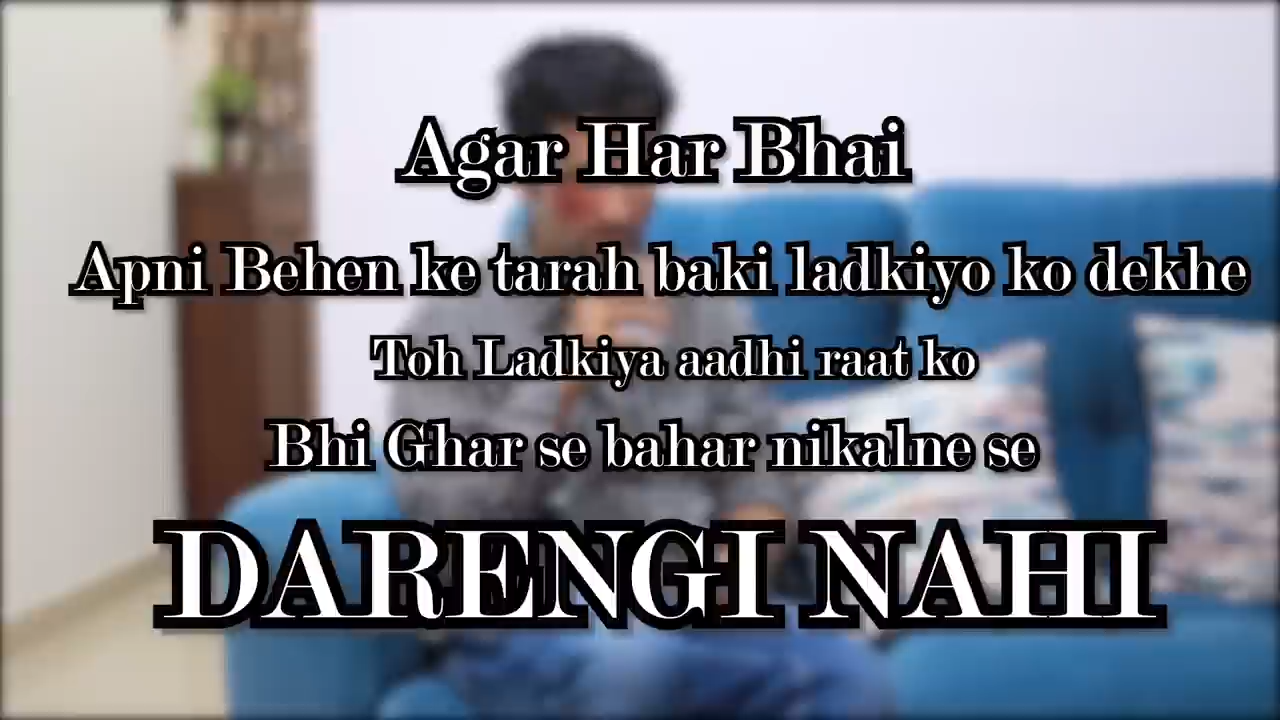 Agar Har Bhai
Apni Behen ke tarah baki ladkiyo ko dekhe
Toh Ladkiya aadhi raat ko
Bhi Ghar se bahar nikalne se
DARENGI NAHI